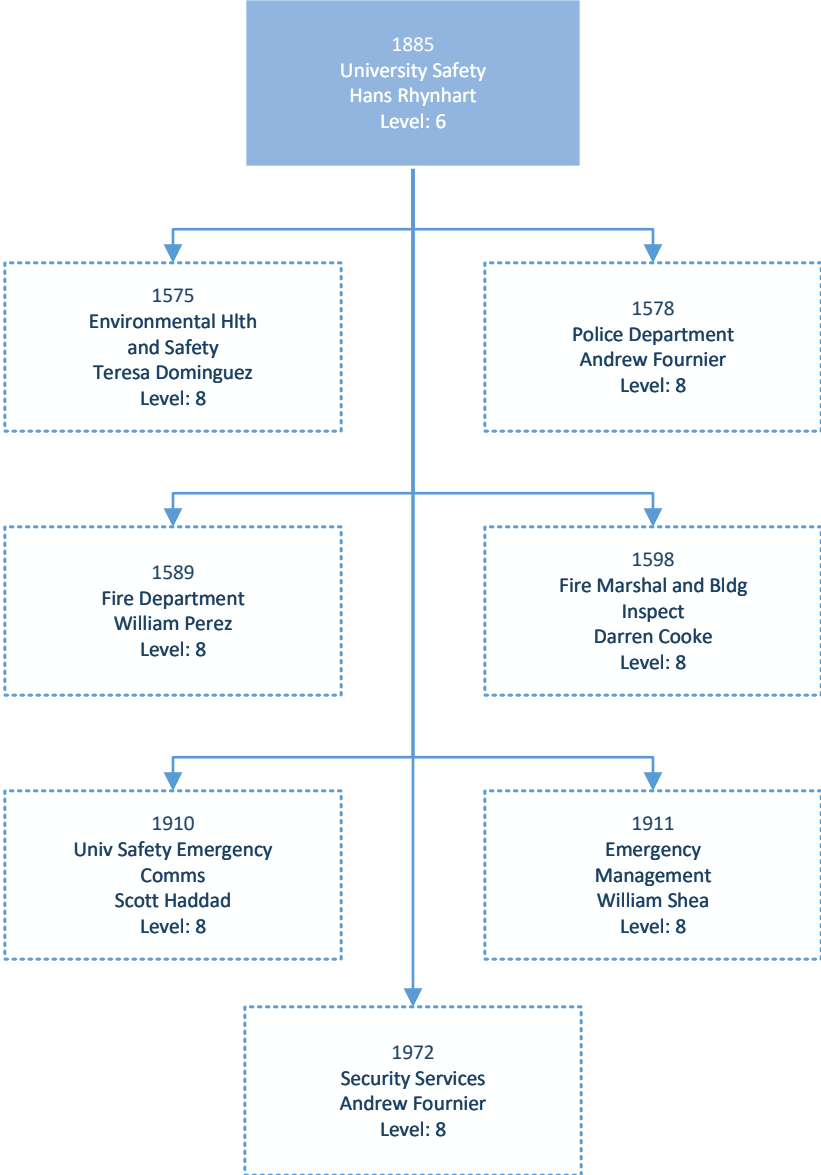 1885
University Safety
Hans Rhynhart
Level: 6
1575
Environmental Hlth
and Safety
Teresa Dominguez
Level: 8
1578
Police Department
Andrew Fournier
Level: 8
1589
Fire Department
William Perez
Level: 8
1598
Fire Marshal and Bldg
Inspect
Darren Cooke
Level: 8
1910
Univ Safety Emergency
Comms
Scott Haddad
Level: 8
1911
Emergency
Management
William Shea
Level: 8
1972
Security Services
Andrew Fournier
Level: 8